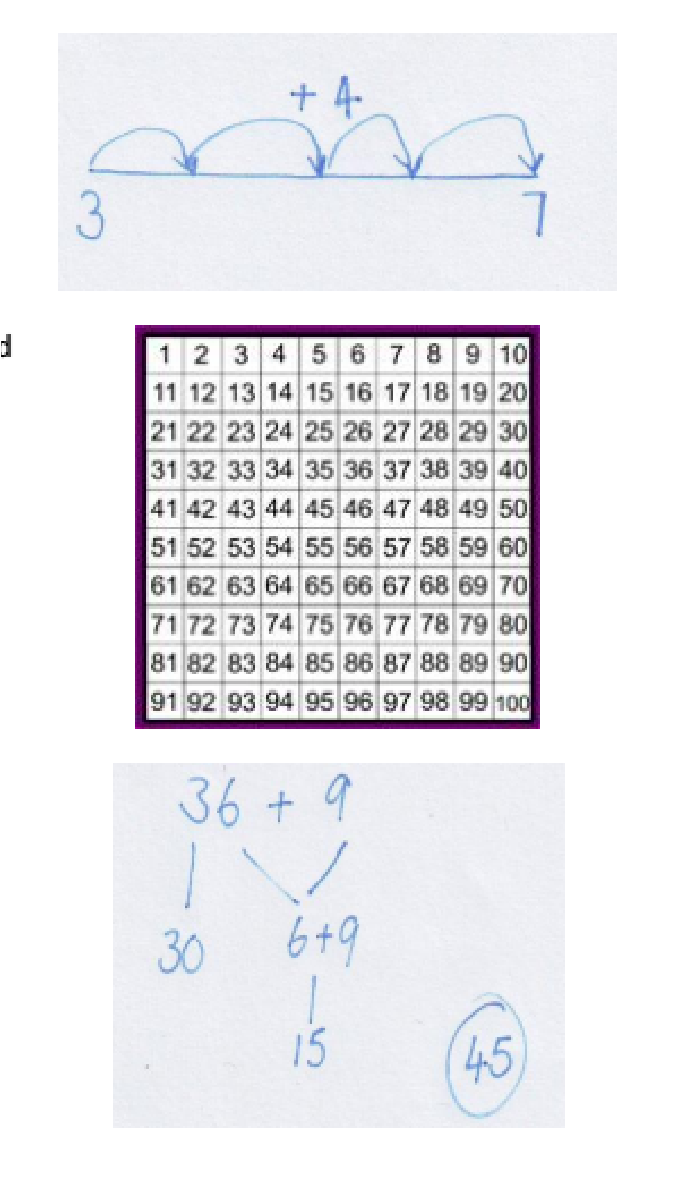 + 4
3 7
d
1 2 3 4 5 6 7 8 9 10
11 12 13 14 15 16 17 18 19 20
21 22 23 24 25 26 27 28 29 30
31 32 33 34 35 36 37 38 39 40
41 42 43 44 45 46 47 48 49 50
51 52 53 54 55 56 57 58 59 60
61 62 63 64 65 66 67 68 69 70
71 72 73 74 75 76 77 78 79 80
81 82 83 84 85 86 87 88 89 90
91 92 93 94 95 96 97 98 99 100
36 + 9
30 6+9
15 45